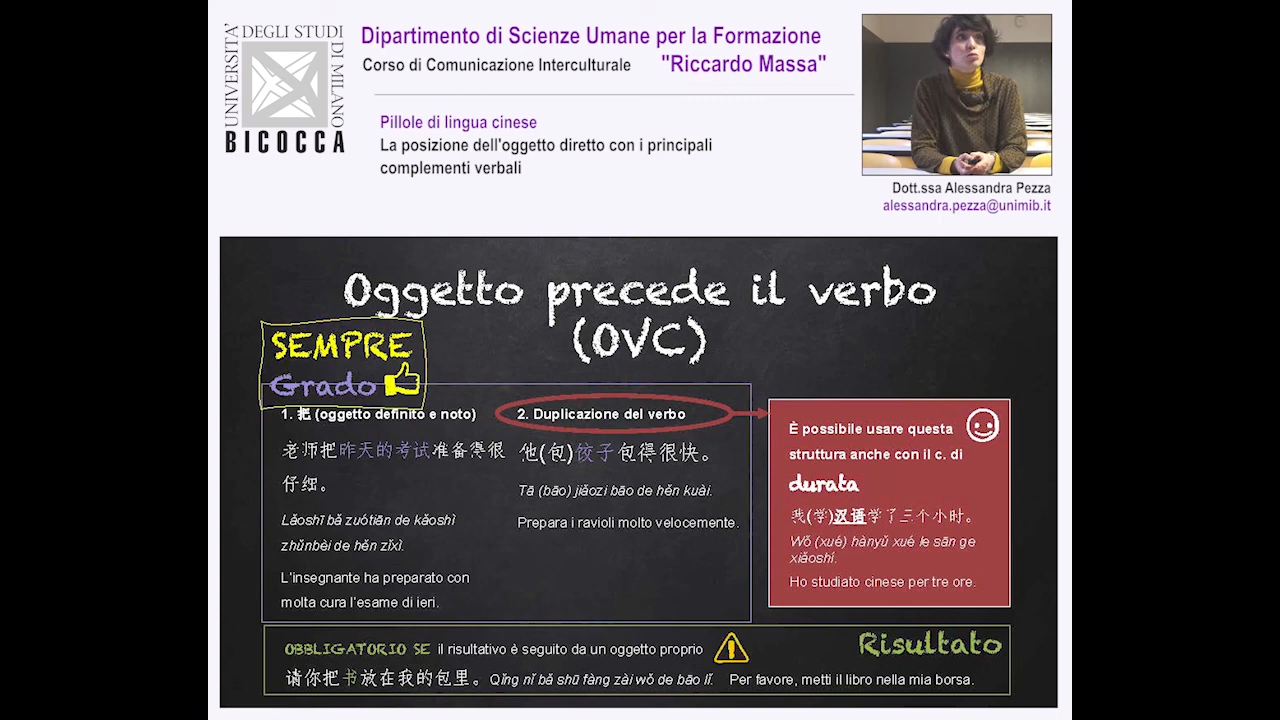 UNIVERSITA' DEGLI STUDI DI MILANO
BICOCCA
Dipartimento di Scienze Umane per la Formazione
Corso di Comunicazione Interculturale "Riccardo Massa"
Pillole di lingua cinese
La posizione dell'oggetto diretto con i principali
complementi verbali
Dott.ssa Alessandra Pezza
alessandra.pezza@unimib.it
Oggetto precede il verbo
(OVC)
SEMPRE
Grado
1. 把 (oggetto definito e noto)
老师把昨天的考试准备得很
仔细。
Lǎoshī bǎ zuótiān de kǎoshì
zhǔnbèi de hěn zǐxì.
L'insegnante ha preparato con
molta cura l'esame di ieri.
2. Duplicazione del verbo
他(包)饺子包得很快。
Tā (bāo) jiǎozi bāo de hěn kuài.
Prepara i ravioli molto velocemente.
È possibile usare questa
struttura anche con il c. di
durata
我(学)汉语学了三个小时。
Wǒ (xué) hànyǔ xué le sān ge
xiǎoshí.
Ho studiato cinese per tre ore.
OBBLIGATORIO SE il risultativo è seguito da un oggetto proprio
Risultato
请你把书放在我的包里。 Qǐng nǐ bǎ shū fàng zài wǒ de bāo lǐ. Per favore, metti il libro nella mia borsa.